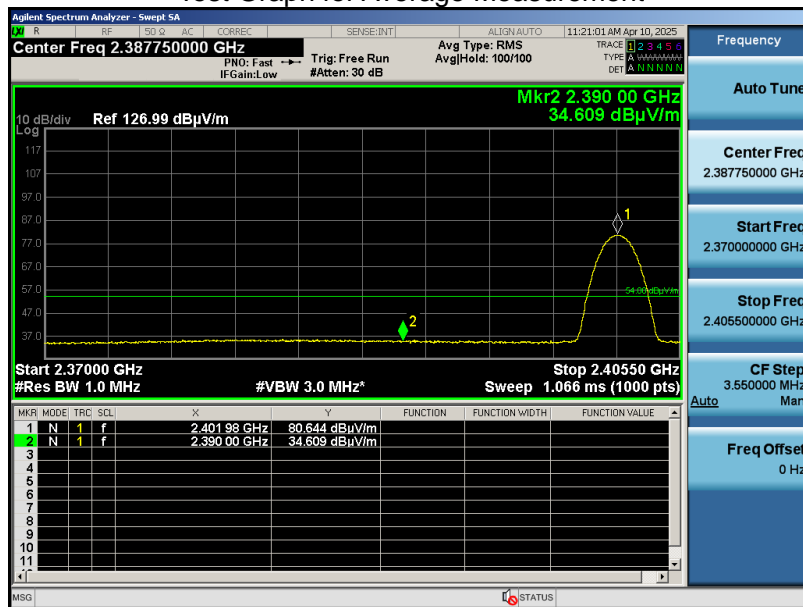 Test Graph for Average Measurement
Agilent Spectrum Analyzer - Swept SA
LXI R RF 50 Ω AC CORREC SENSE:INT ALIGN AUTO 11:21:01 AM Apr 10, 2025
Center Freq 2.387750000 GHz
PNO: Fast
IFGain:Low
Trig: Free Run
#Atten: 30 dB
Avg Type: RMS
Avg|Hold: 100/100
TRACE 1 2 3 4 5 6
TYPE A WWWWW
DET A N N N N N
Frequency
Mkr2 2.390 00 GHz
34.609 dBµV/m
10 dB/div Ref 126.99 dBµV/m
Log
117
107
97.0
87.0
77.0
67.0
57.0
47.0
37.0
1
54.00 dBµV/m
2
Start 2.37000 GHz Stop 2.40550 GHz
#Res BW 1.0 MHz #VBW 3.0 MHz* Sweep 1.066 ms (1000 pts)
MKR MODE TRC SCL X Y FUNCTION FUNCTION WIDTH FUNCTION VALUE
1 N 1 f 2.401 98 GHz 80.644 dBµV/m
2 N 1 f 2.390 00 GHz 34.609 dBµV/m
3
4
5
6
7
8
9
10
11
MSG STATUS
Auto Tune
Center Freq
2.387750000 GHz
Start Freq
2.370000000 GHz
Stop Freq
2.405500000 GHz
CF Step
3.550000 MHz
Auto Man
Freq Offset
0 Hz